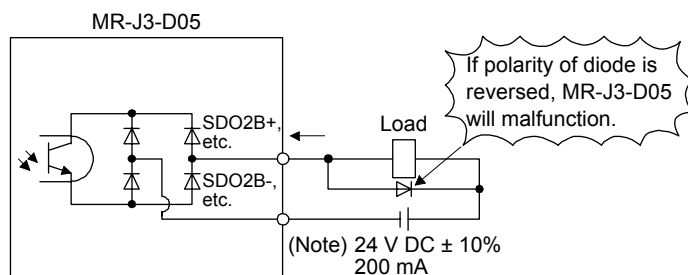 MR-J3-D05
If polarity of diode is
reversed, MR-J3-D05
will malfunction.
SDO2B+,
etc.
Load
SDO2B-,
etc.
(Note) 24 V DC ± 10%
200 mA